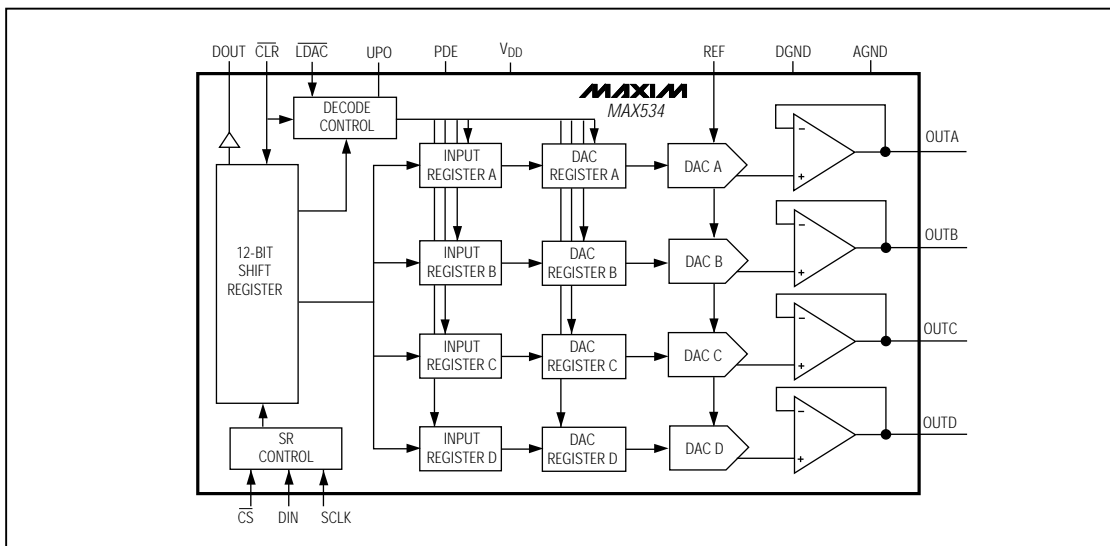 DOUT CLR LDAC UPO PDE VDD REF DGND AGND
MAXIM
MAX534
DECODE
CONTROL
INPUT
REGISTER A
DAC
REGISTER A
DAC A
OUTA
12-BIT
SHIFT
REGISTER
INPUT
REGISTER B
DAC
REGISTER B
DAC B
OUTB
INPUT
REGISTER C
DAC
REGISTER C
DAC C
OUTC
INPUT
REGISTER D
DAC
REGISTER D
DAC D
OUTD
SR
CONTROL
CS DIN SCLK
- +
- +
- +
- +